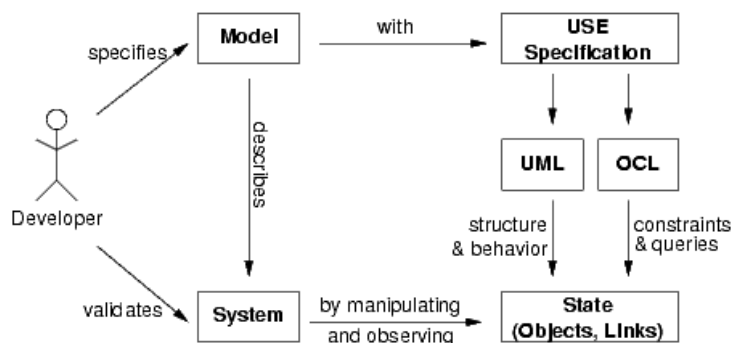 Model
with
USE
Specification
specifies
describes
UML
OCL
Developer
structure
& behavior
constraints
& queries
validates
System
by manipulating
and observing
State
(Objects, Links)